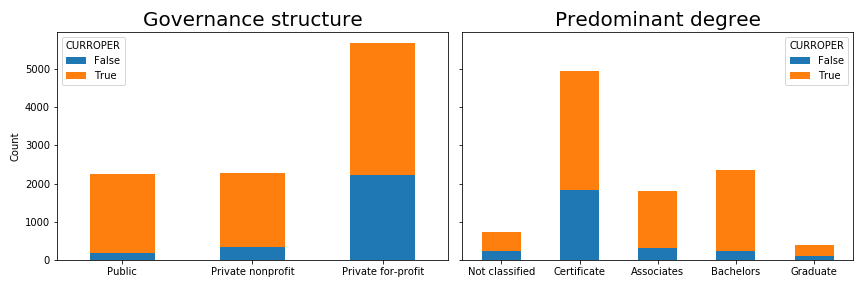 Governance structure
CURROPER
False
True
Count
5000
4000
3000
2000
1000
0
Public Private nonprofit Private for-profit
Predominant degree
CURROPER
False
True
Not classified Certificate Associates Bachelors Graduate